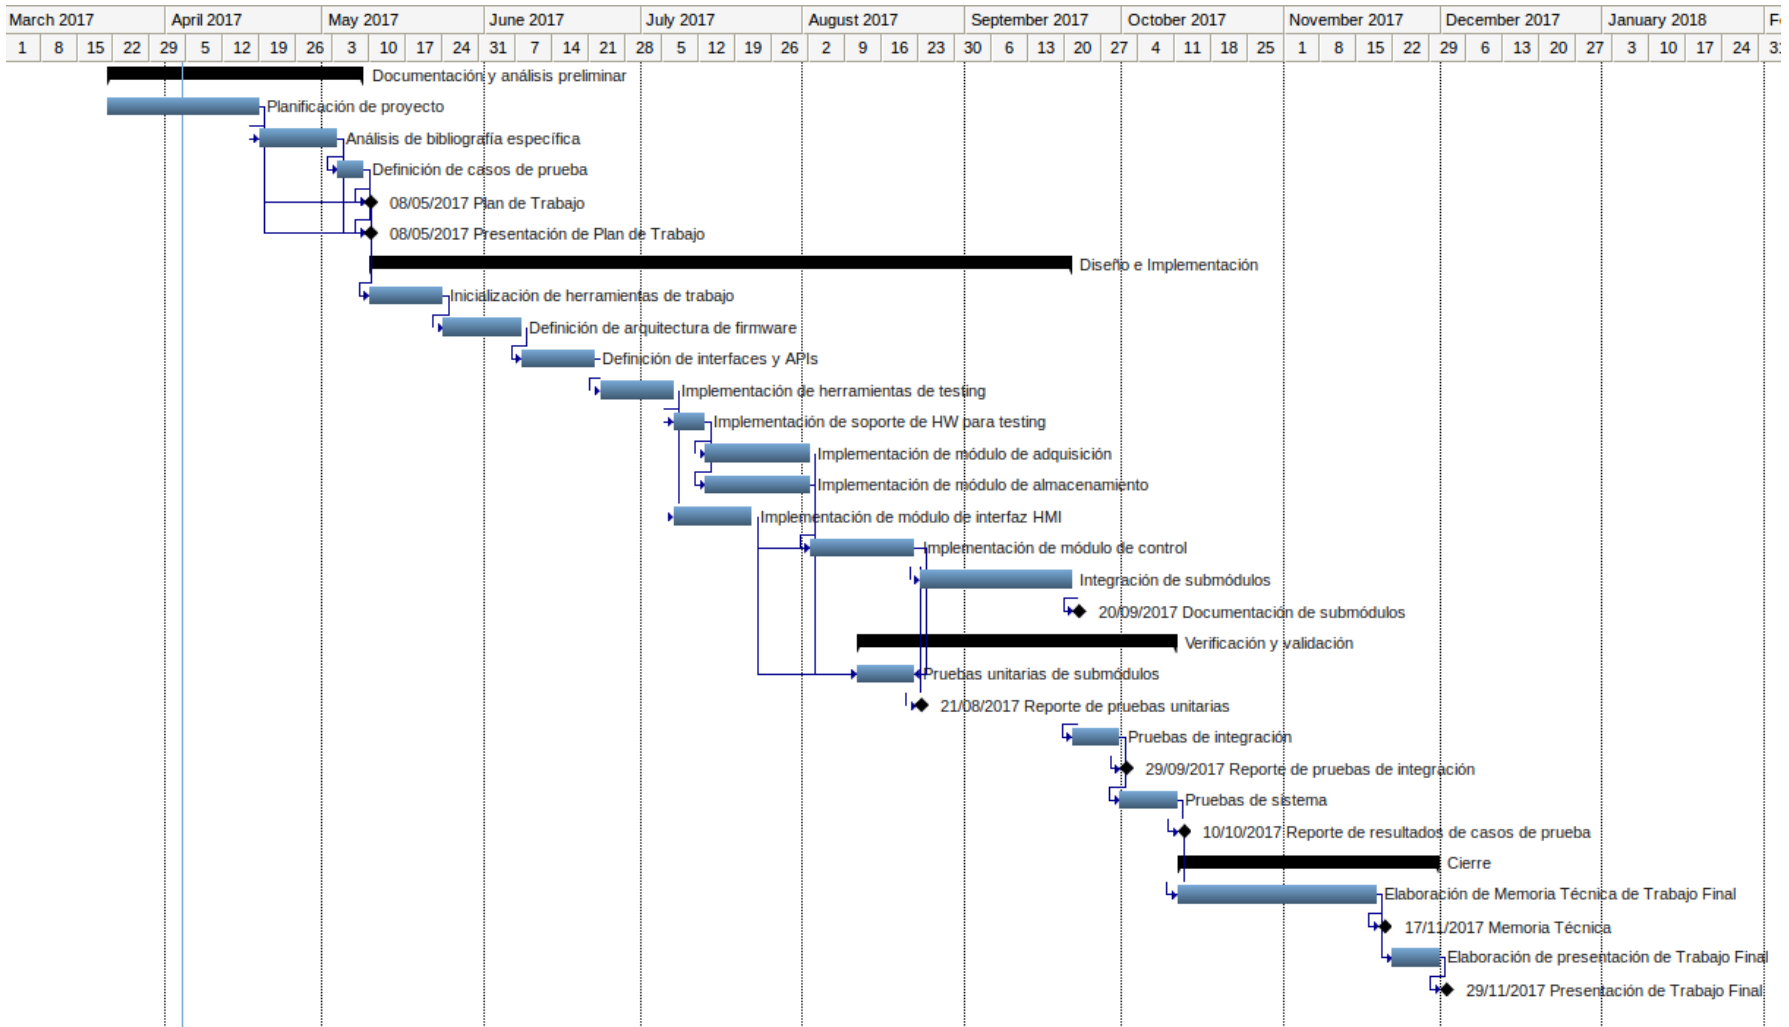 March 2017 April 2017 May 2017 June 2017 July 2017 August 2017 September 2017 October 2017 November 2017 December 2017 January 2018 F
1 8 15 22 29 5 12 19 26 3 10 17 24 31 7 14 21 28 5 12 19 26 2 9 16 23 30 6 13 20 27 4 11 18 25 1 8 15 22 29 6 13 20 27 3 10 17 24 31
Documentación y análisis preliminar
Planificación de proyecto
Análisis de bibliografía específica
Definición de casos de prueba
08/05/2017 Plan de Trabajo
08/05/2017 Presentación de Plan de Trabajo
Diseño e Implementación
Inicialización de herramientas de trabajo
Definición de arquitectura de firmware
Definición de interfaces y APIs
Implementación de herramientas de testing
Implementación de soporte de HW para testing
Implementación de módulo de adquisición
Implementación de módulo de almacenamiento
Implementación de módulo de interfaz HMI
Implementación de módulo de control
Integración de submódulos
20/09/2017 Documentación de submódulos
Verificación y validación
Pruebas unitarias de submódulos
21/08/2017 Reporte de pruebas unitarias
Pruebas de integración
29/09/2017 Reporte de pruebas de integración
Pruebas de sistema
10/10/2017 Reporte de resultados de casos de prueba
Cierre
Elaboración de Memoria Técnica de Trabajo Final
17/11/2017 Memoria Técnica
Elaboración de presentación de Trabajo Final
29/11/2017 Presentación de Trabajo Final